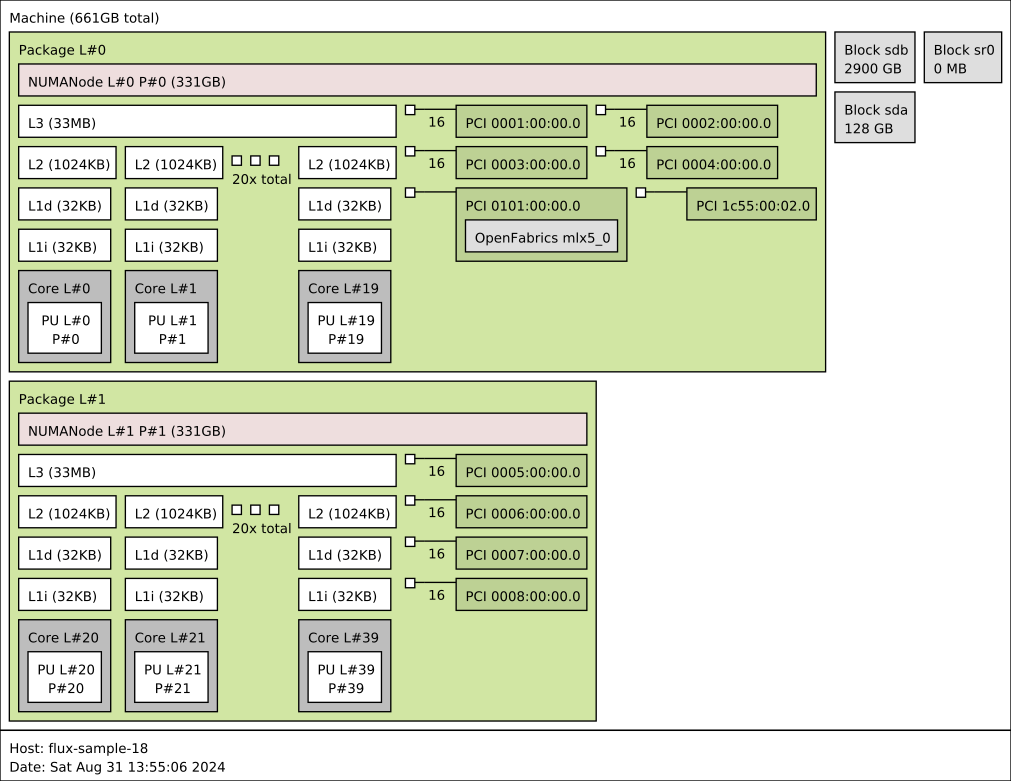 Machine (661GB total)
Package L#0
NUMANode L#0 P#0 (331GB)
L3 (33MB)
16
PCI 0001:00:00.0
16
PCI 0002:00:00.0
L2 (1024KB)
L2 (1024KB)
20x total
L2 (1024KB)
16
PCI 0003:00:00.0
16
PCI 0004:00:00.0
L1d (32KB)
L1d (32KB)
L1d (32KB)
PCI 0101:00:00.0
OpenFabrics mlx5_0
PCI 1c55:00:02.0
L1i (32KB)
L1i (32KB)
L1i (32KB)
Core L#0
PU L#0
P#0
Core L#1
PU L#1
P#1
Core L#19
PU L#19
P#19
Block sdb
2900 GB
Block sr0
0 MB
Block sda
128 GB
Package L#1
NUMANode L#1 P#1 (331GB)
L3 (33MB)
16
PCI 0005:00:00.0
L2 (1024KB)
L2 (1024KB)
20x total
L2 (1024KB)
16
PCI 0006:00:00.0
L1d (32KB)
L1d (32KB)
L1d (32KB)
16
PCI 0007:00:00.0
L1i (32KB)
L1i (32KB)
L1i (32KB)
16
PCI 0008:00:00.0
Core L#20
PU L#20
P#20
Core L#21
PU L#21
P#21
Core L#39
PU L#39
P#39
Host: flux-sample-18
Date: Sat Aug 31 13:55:06 2024